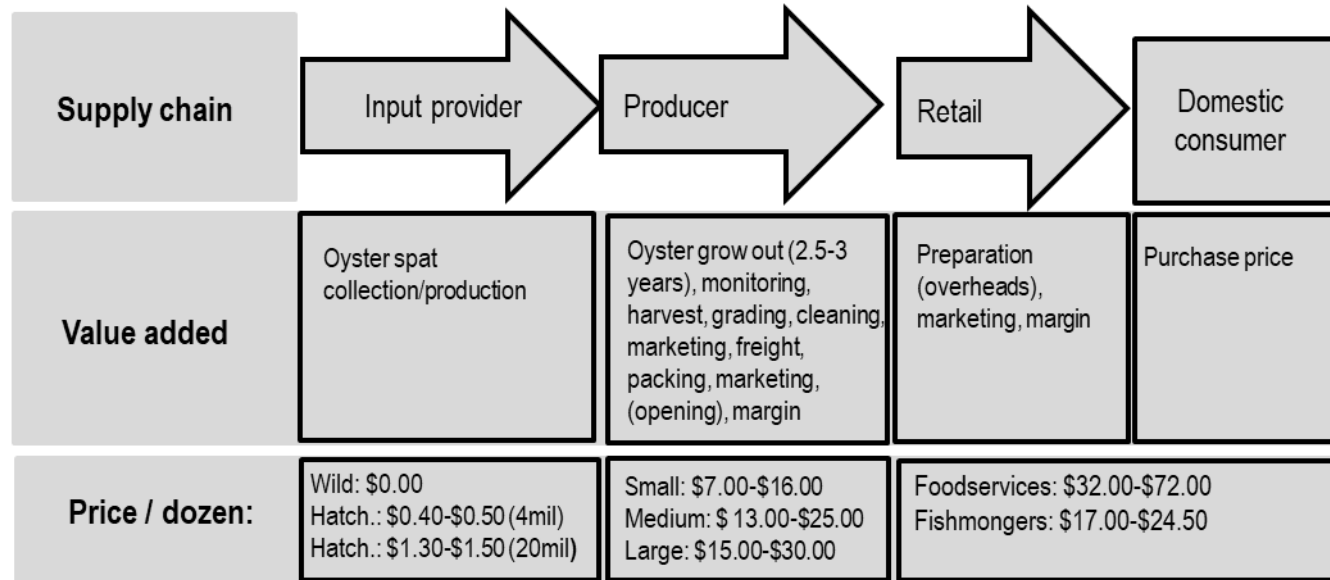 Supply chain
Input provider
Producer
Retail
Domestic
consumer
Value added
Oyster spat
collection/production
Oyster grow out (2.5-3
years), monitoring,
harvest, grading, cleaning,
marketing, freight,
packing, marketing,
(opening), margin
Preparation
(overheads),
marketing, margin
Purchase price
Price / dozen:
Wild: $0.00
Hatch.: $0.40-$0.50 (4mil)
Hatch.: $1.30-$1.50 (20mil)
Small: $7.00-$16.00
Medium: $ 13.00-$25.00
Large: $15.00-$30.00
Foodservices: $32.00-$72.00
Fishmongers: $17.00-$24.50